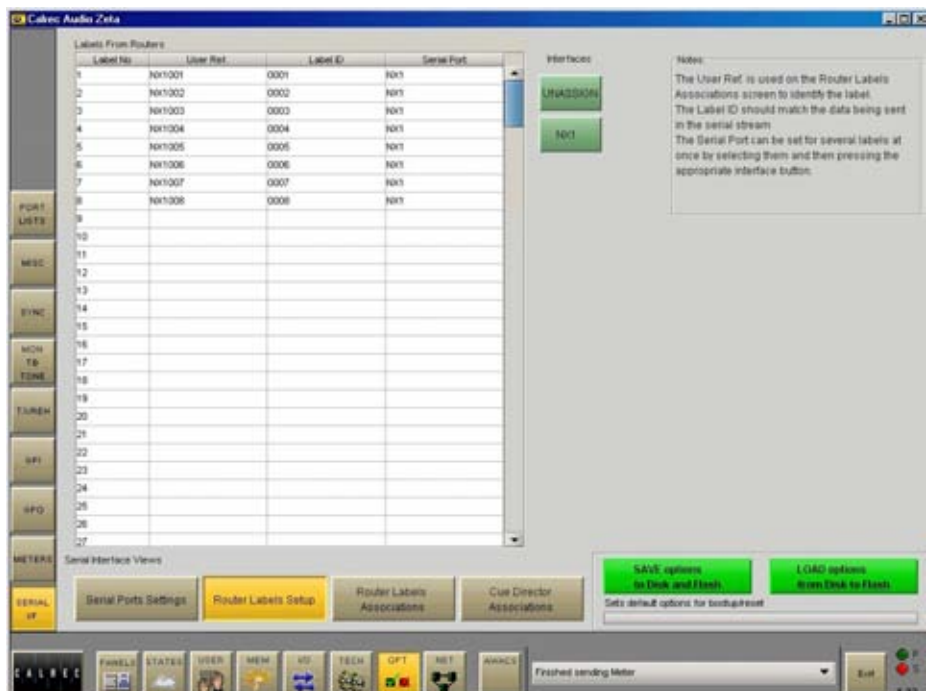 Calrec Audio Zeta
Labels From Routers
Label No User Ref Label ID Serial Port
1 NX1001 0001 NX1
2 NX1002 0002 NX1
3 NX1003 0003 NX1
4 NX1004 0004 NX1
5 NX1005 0005 NX1
6 NX1006 0006 NX1
7 NX1007 0007 NX1
8 NX1008 0008 NX1
9
10
11
12
13
14
15
16
17
18
19
20
21
22
23
24
25
26
27
Interfaces
UNASSIGN
NX1
Notes:
The User Ref. is used on the Router Labels
Associations screen to identify the label.
The Label ID should match the data being sent
in the serial stream
The Serial Port can be set for several labels at
once by selecting them and then pressing the
appropriate interface button.
PORT
LISTS
MISC
SYNC
MON
TB
TONE
TX/REH
GPI
GPO
METERS
SERIAL
I/F
Serial Interface Views
Serial Ports Settings
Router Labels Setup
Router Labels
Associations
Cue Director
Associations
SAVE options
to Disk and Flash
LOAD options
from Disk to Flash
Sets default options for bootup/reset
CALREC
PANELS
STATES
USER
MEM
I/O
TECH
OPT
NET
AWACS
Finished sending Meter
Exit
P
S